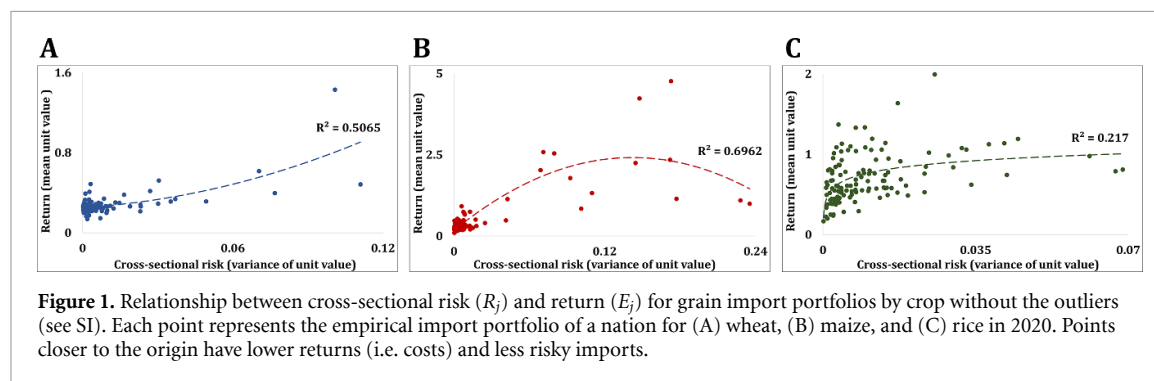 A
Return (mean unit value )
1.6
0.8
0
R² = 0.5065
0
0.06
0.12
Cross-sectional risk (variance of unit value)
B
Return (mean unit value)
5
2.5
0
R² = 0.6962
0
0.12
0.24
Cross-sectional risk (variance of unit value)
C
Return (mean unit value)
2
1
0
R² = 0.217
0
0.035
0.07
Cross-sectional risk (variance of unit value)
Figure 1. Relationship between cross-sectional risk (Rj) and return (Ej) for grain import portfolios by crop without the outliers
(see SI). Each point represents the empirical import portfolio of a nation for (A) wheat, (B) maize, and (C) rice in 2020. Points
closer to the origin have lower returns (i.e. costs) and less risky imports.